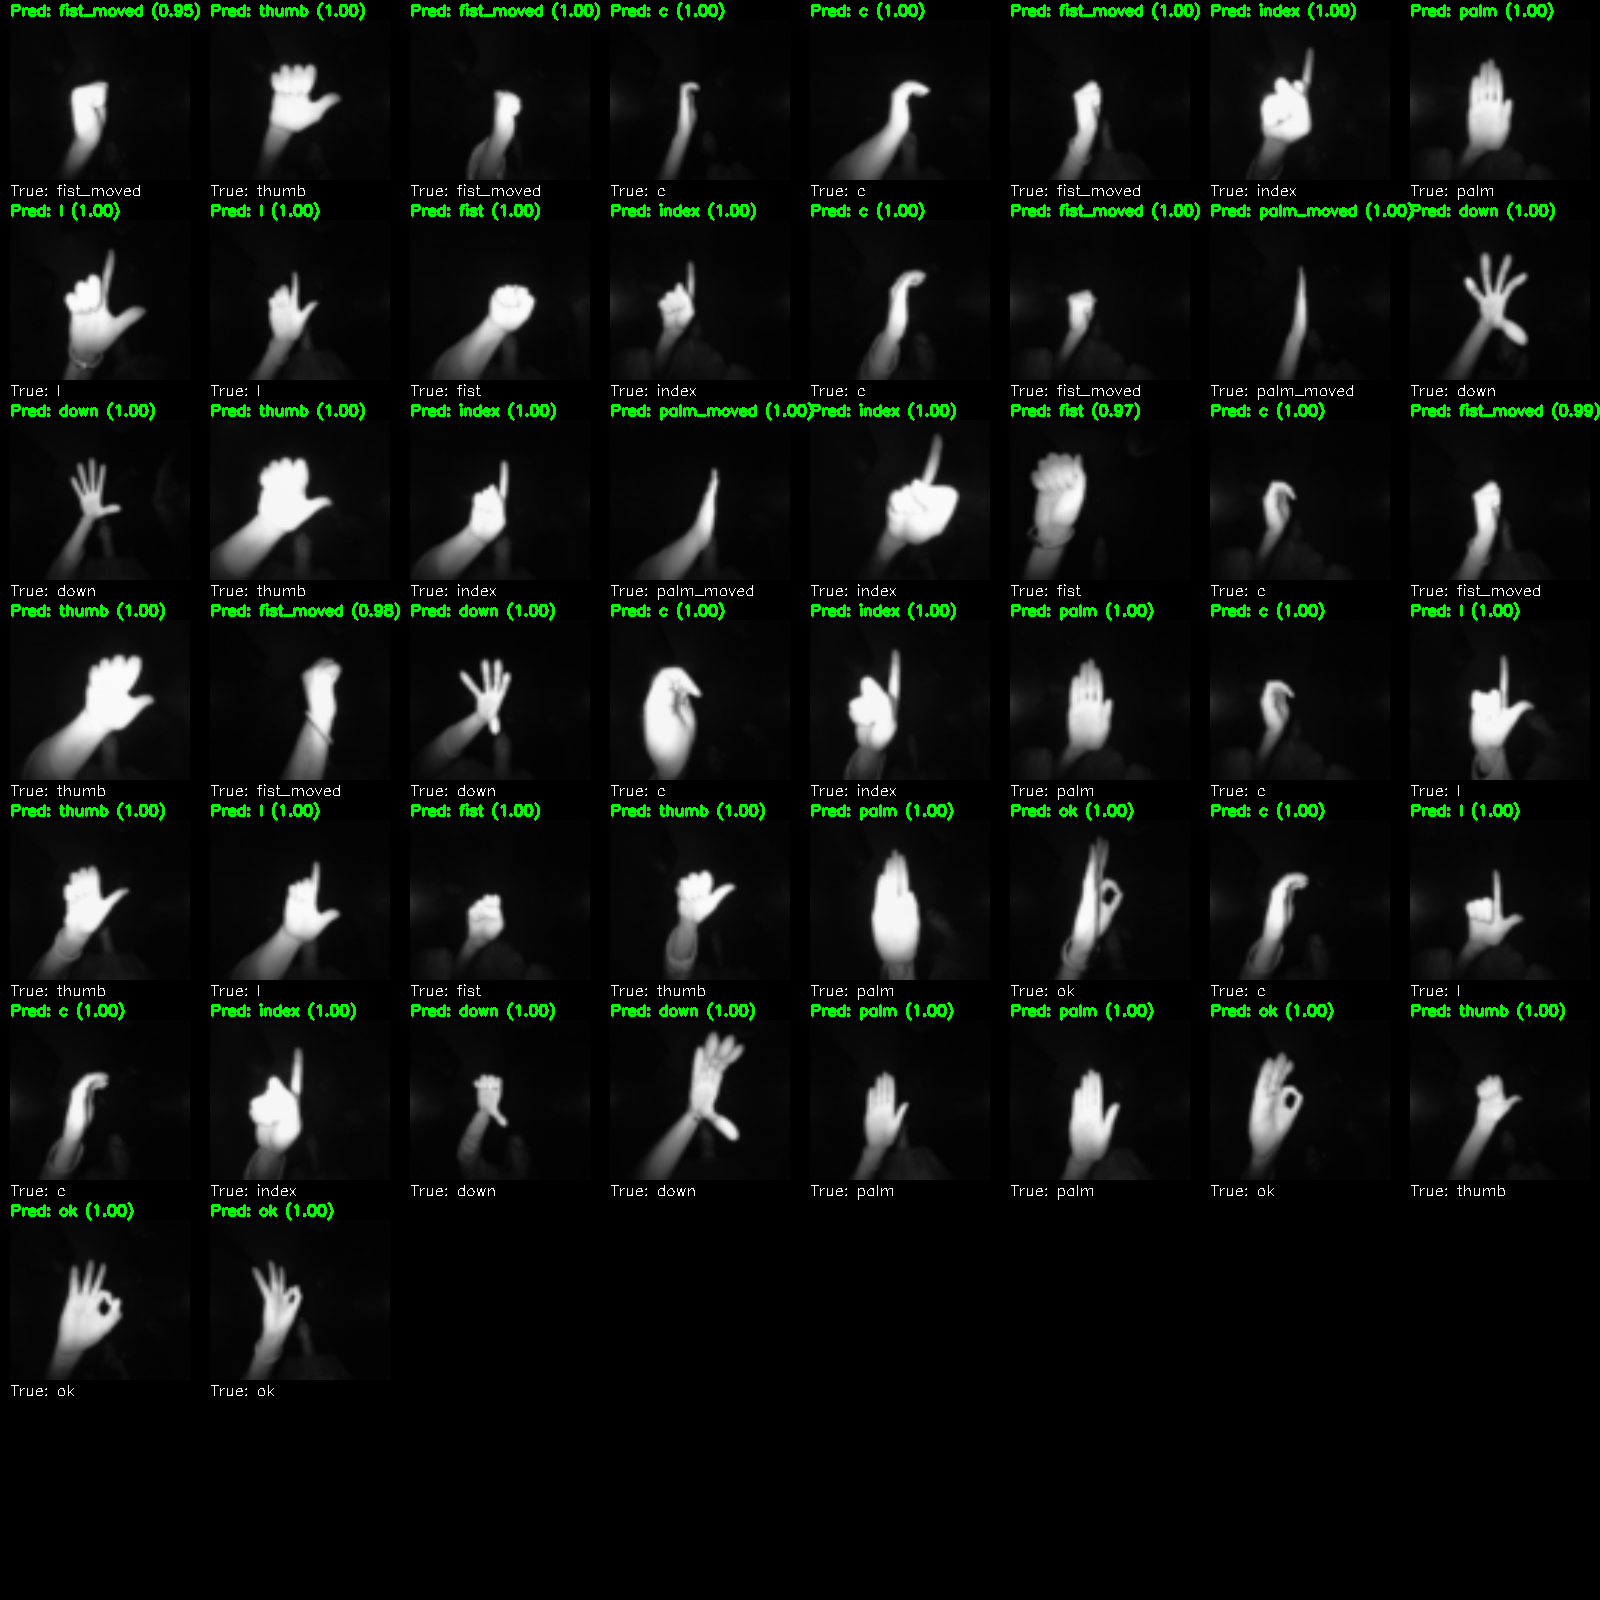 Pred: fist_moved (0.95) Pred: thumb (1.00) Pred: fist_moved (1.00) Pred: c (1.00) Pred: c (1.00) Pred: fist_moved (1.00) Pred: index (1.00) Pred: palm (1.00)
True: fist_moved True: thumb True: fist_moved True: c True: c True: fist_moved True: index True: palm
Pred: l (1.00) Pred: l (1.00) Pred: fist (1.00) Pred: index (1.00) Pred: c (1.00) Pred: fist_moved (1.00) Pred: palm_moved (1.00) Pred: down (1.00)
True: l True: l True: fist True: index True: c True: fist_moved True: palm_moved True: down
Pred: down (1.00) Pred: thumb (1.00) Pred: index (1.00) Pred: palm_moved (1.00) Pred: index (1.00) Pred: fist (0.97) Pred: c (1.00) Pred: fist_moved (0.99)
True: down True: thumb True: index True: palm_moved True: index True: fist True: c True: fist_moved
Pred: thumb (1.00) Pred: fist_moved (0.98) Pred: down (1.00) Pred: c (1.00) Pred: index (1.00) Pred: palm (1.00) Pred: c (1.00) Pred: l (1.00)
True: thumb True: fist_moved True: down True: c True: index True: palm True: c True: l
Pred: thumb (1.00) Pred: l (1.00) Pred: fist (1.00) Pred: thumb (1.00) Pred: palm (1.00) Pred: ok (1.00) Pred: c (1.00) Pred: l (1.00)
True: thumb True: l True: fist True: thumb True: palm True: ok True: c True: l
Pred: c (1.00) Pred: index (1.00) Pred: down (1.00) Pred: down (1.00) Pred: palm (1.00) Pred: palm (1.00) Pred: ok (1.00) Pred: thumb (1.00)
True: c True: index True: down True: down True: palm True: palm True: ok True: thumb
Pred: ok (1.00) Pred: ok (1.00)
True: ok True: ok